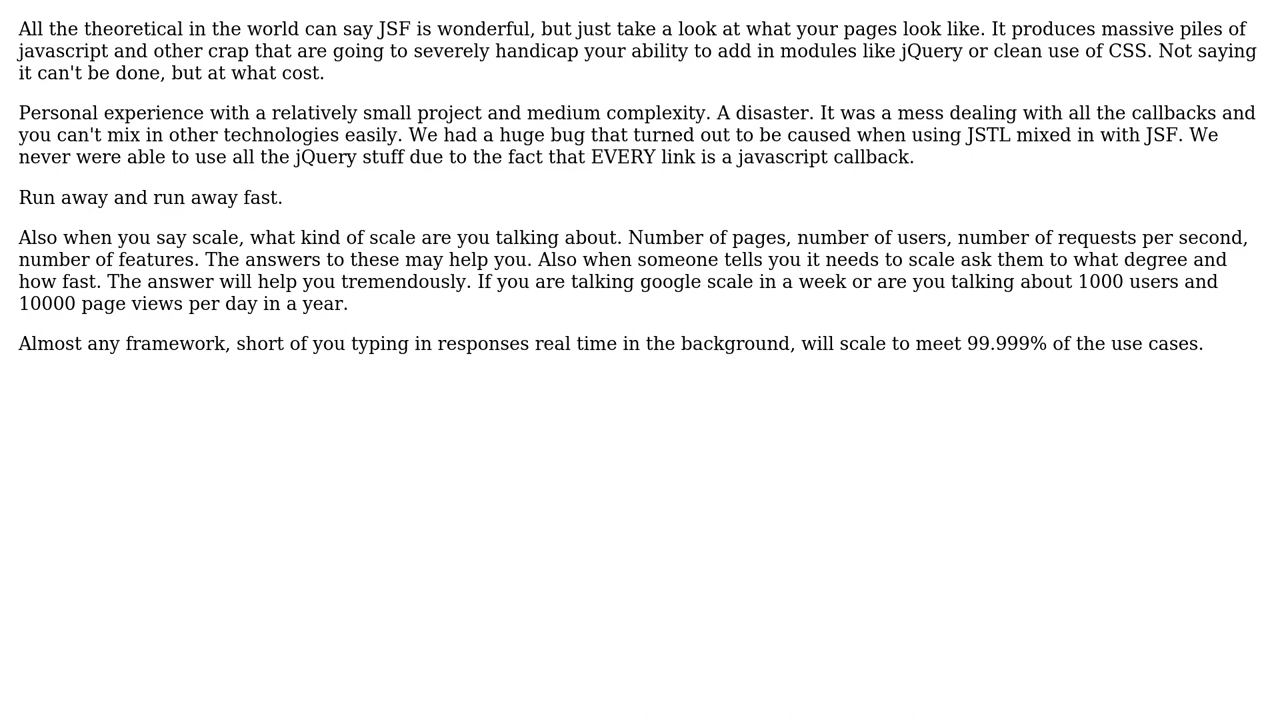 All the theoretical in the world can say JSF is wonderful, but just take a look at what your pages look like. It produces massive piles of
javascript and other crap that are going to severely handicap your ability to add in modules like jQuery or clean use of CSS. Not saying
it can't be done, but at what cost.
Personal experience with a relatively small project and medium complexity. A disaster. It was a mess dealing with all the callbacks and
you can't mix in other technologies easily. We had a huge bug that turned out to be caused when using JSTL mixed in with JSF. We
never were able to use all the jQuery stuff due to the fact that EVERY link is a javascript callback.
Run away and run away fast.
Also when you say scale, what kind of scale are you talking about. Number of pages, number of users, number of requests per second,
number of features. The answers to these may help you. Also when someone tells you it needs to scale ask them to what degree and
how fast. The answer will help you tremendously. If you are talking google scale in a week or are you talking about 1000 users and
10000 page views per day in a year.
Almost any framework, short of you typing in responses real time in the background, will scale to meet 99.999% of the use cases.